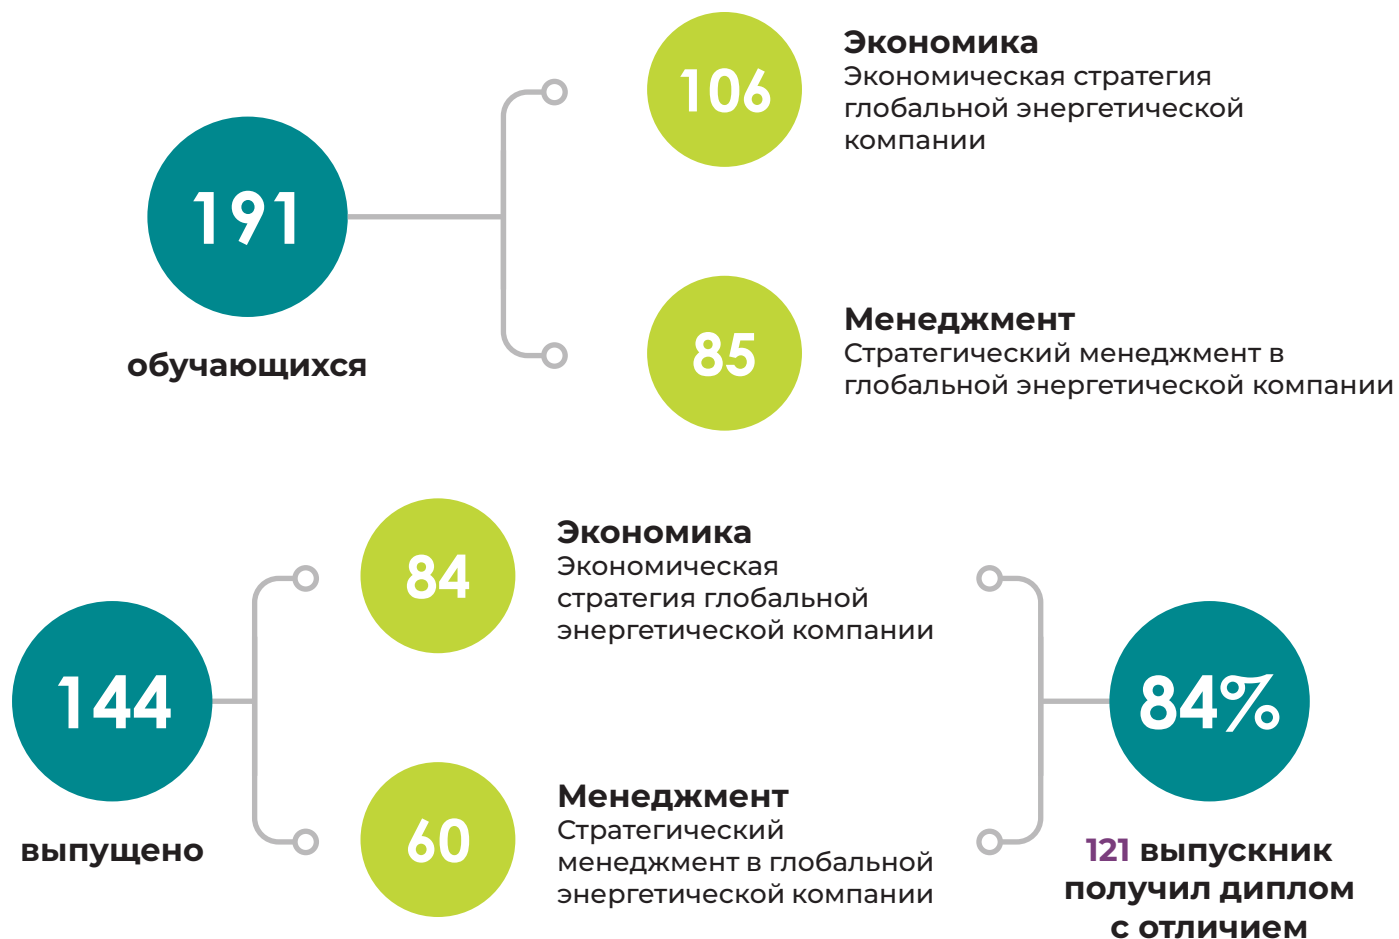 191
обучающихся
106
Экономика
Экономическая стратегия
глобальной энергетической
компании
85
Менеджмент
Стратегический менеджмент в
глобальной энергетической компании
144
выпущено
84
Экономика
Экономическая
стратегия глобальной
энергетической компании
60
Менеджмент
Стратегический
менеджмент в глобальной
энергетической компании
84%
121 выпускник
получил диплом
с отличием